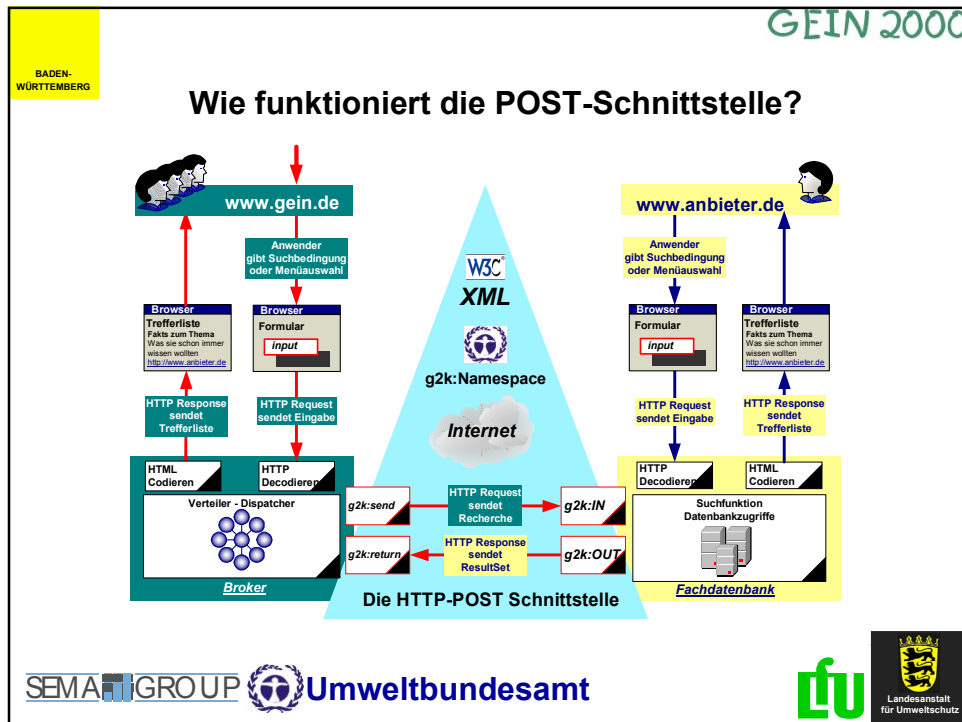 GEIN 2000
BADEN-
WÜRTTEMBERG
Wie funktioniert die POST-Schnittstelle?
www.gein.de
Anwender
gibt Suchbedingung
oder Menüauswahl
Browser
Trefferliste
Fakts zum Thema
Was sie schon immer
wissen wollten
http://www.anbieter.de
Browser
Formular
input
HTTP Response
sendet
Trefferliste
HTTP Request
sendet Eingabe
HTML
Codieren
HTTP
Decodieren
Verteiler - Dispatcher
Broker
W3C
XML
g2k:Namespace
Internet
g2k:send
HTTP Request
sendet
Recherche
g2k:IN
g2k:return
HTTP Response
sendet
ResultSet
g2k:OUT
Die HTTP-POST Schnittstelle
www.anbieter.de
Anwender
gibt Suchbedingung
oder Menüauswahl
Browser
Formular
input
Browser
Trefferliste
Fakts zum Thema
Was sie schon immer
wissen wollten
http://www.anbieter.de
HTTP Request
sendet Eingabe
HTTP Response
sendet
Trefferliste
HTTP
Decodieren
HTML
Codieren
Suchfunktion
Datenbankzugriffe
Fachdatenbank
SEMA GROUP
Umweltbundesamt
LfU
Landesanstalt
für Umweltschutz